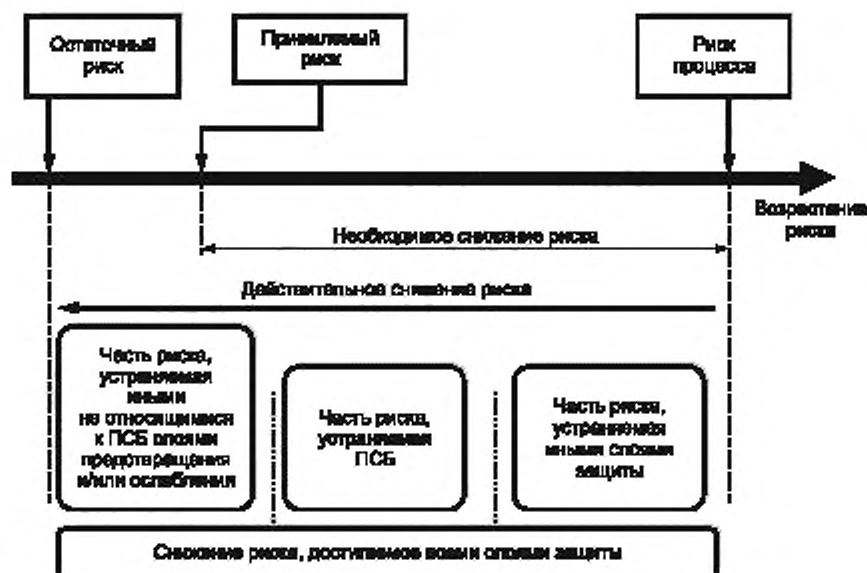 Остаточный
риск
Приемлемый
риск
Риск
процесса
Возрастание
риска
Необходимое снижение риска
Действительное снижение риска
Часть риска,
устраняемая
иными
не относящимися
к ПСБ слоями
предотвращения
и/или ослабления
Часть риска,
устраняемая
ПСБ
Часть риска,
устраняемая
иными слоями
защиты
Снижение риска, доступаемое всеми слоями защиты